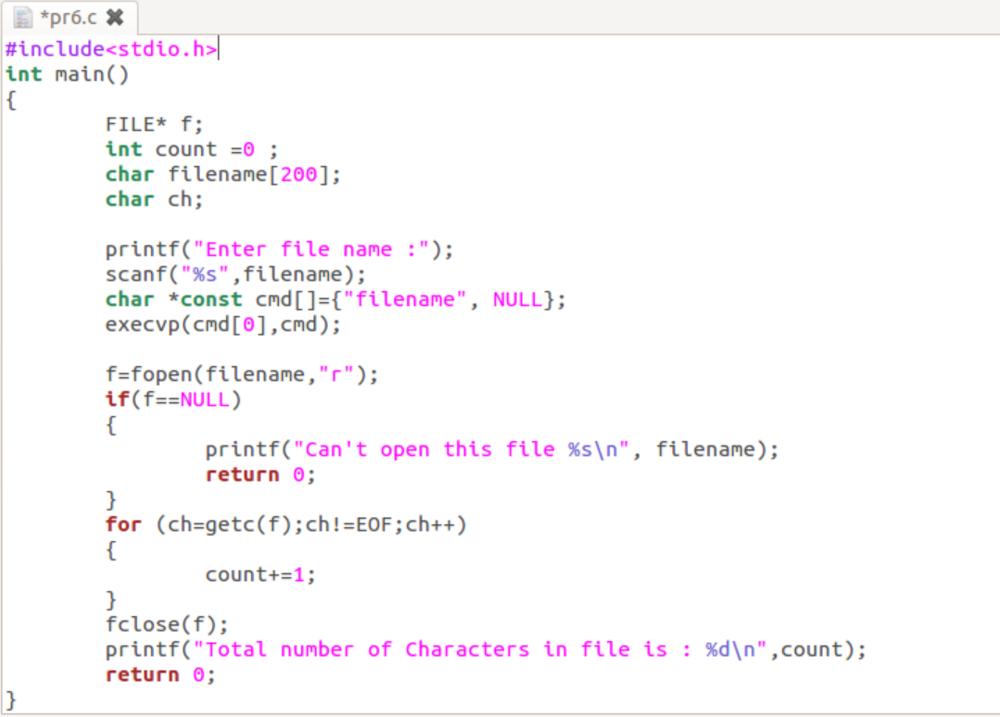 *pr6.c ✖
#include<stdio.h>
int main()
{
        FILE* f;
        int count =0 ;
        char filename[200];
        char ch;

        printf("Enter file name :");
        scanf("%s",filename);
        char *const cmd[]={"filename", NULL};
        execvp(cmd[0],cmd);

        f=fopen(filename,"r");
        if(f==NULL)
        {
                printf("Can't open this file %s\n", filename);
                return 0;
        }
        for (ch=getc(f);ch!=EOF;ch++)
        {
                count+=1;
        }
        fclose(f);
        printf("Total number of Characters in file is : %d\n",count);
        return 0;
}